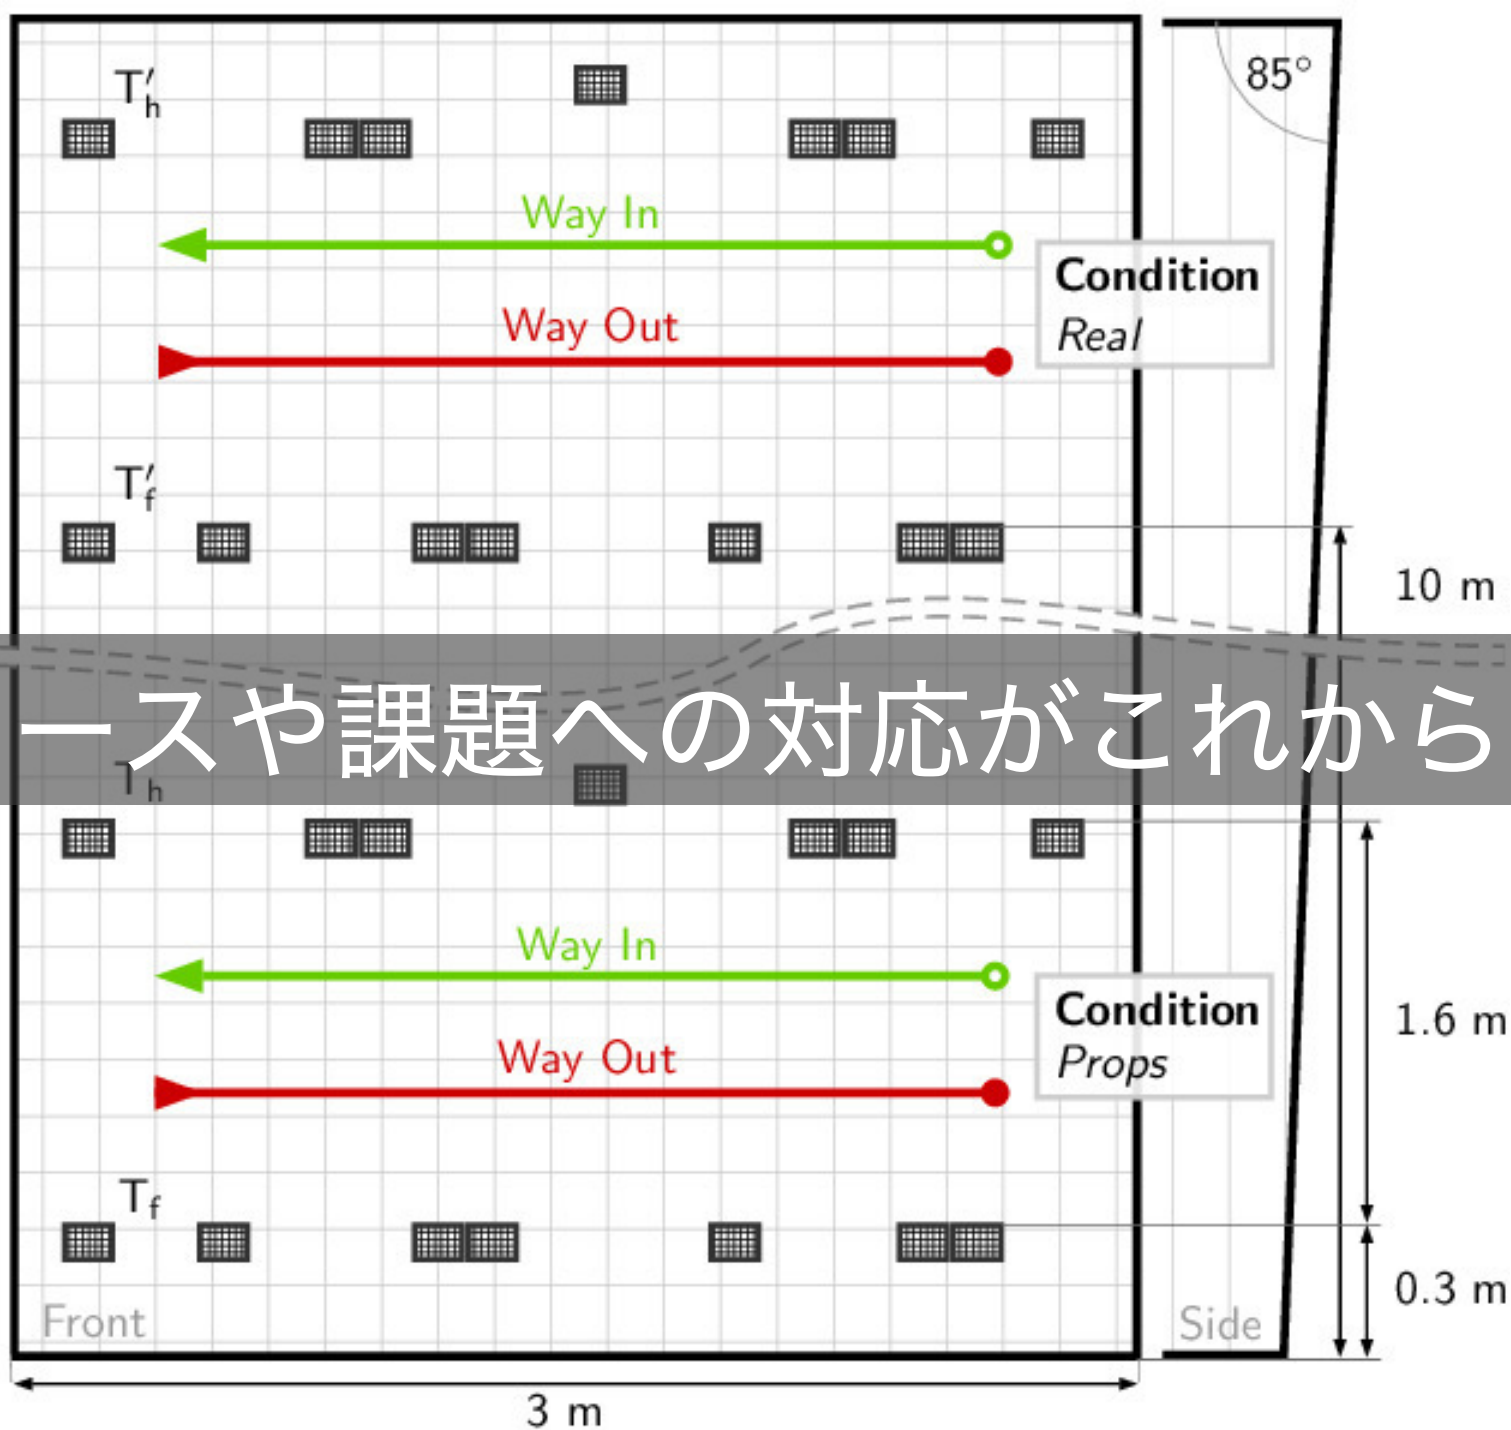 T′h
85°
Way In
Condition
Real
Way Out
T′f
10 m
ースや課題への対応がこれから
Th
Way In
Condition
Props
1.6 m
Way Out
Tf
0.3 m
Front
Side
3 m